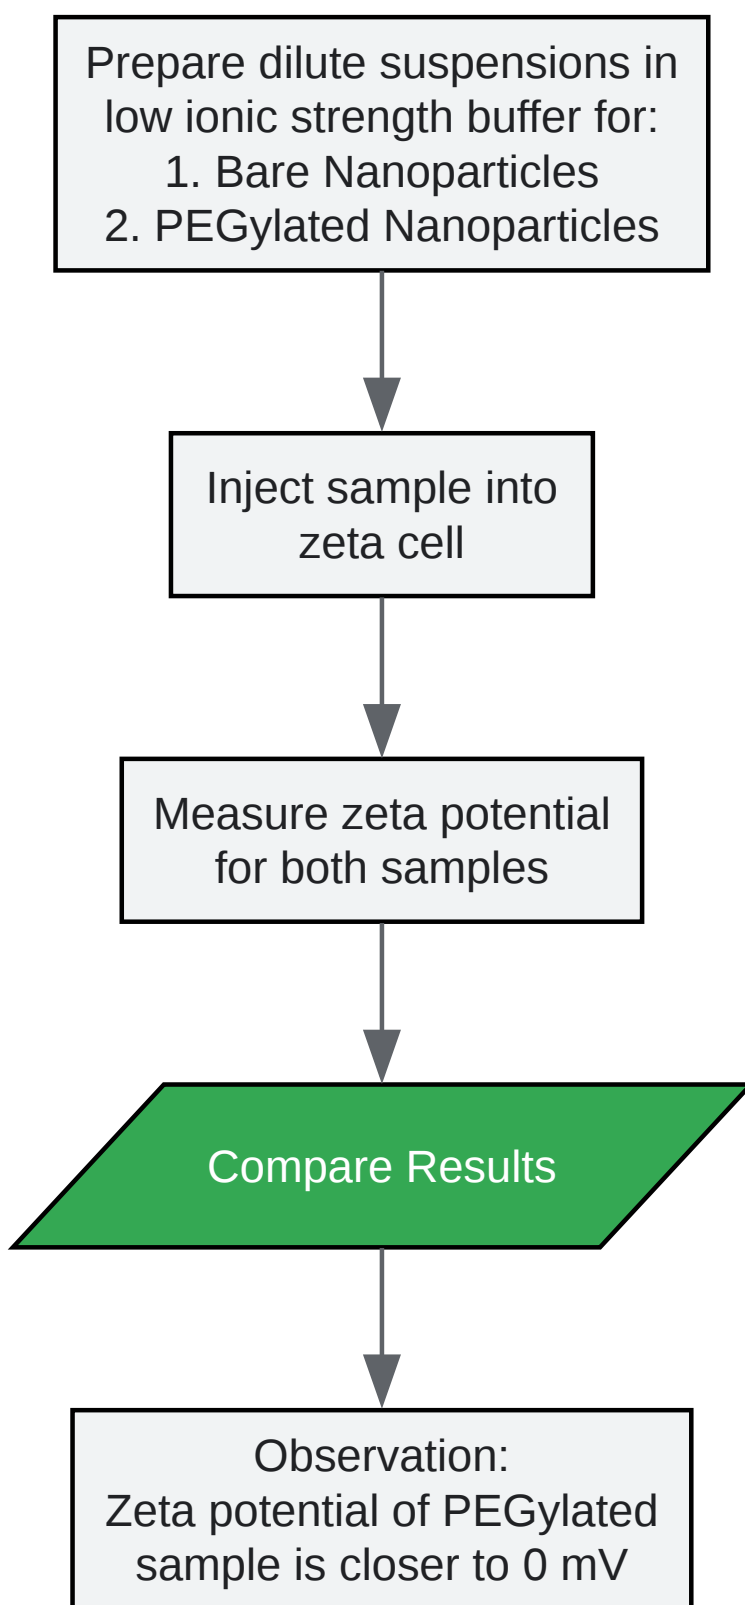 Prepare dilute suspensions in
low ionic strength buffer for:
1. Bare Nanoparticles
2. PEGylated Nanoparticles
Inject sample into
zeta cell
Measure zeta potential
for both samples
Compare Results
Observation:
Zeta potential of PEGylated
sample is closer to 0 mV